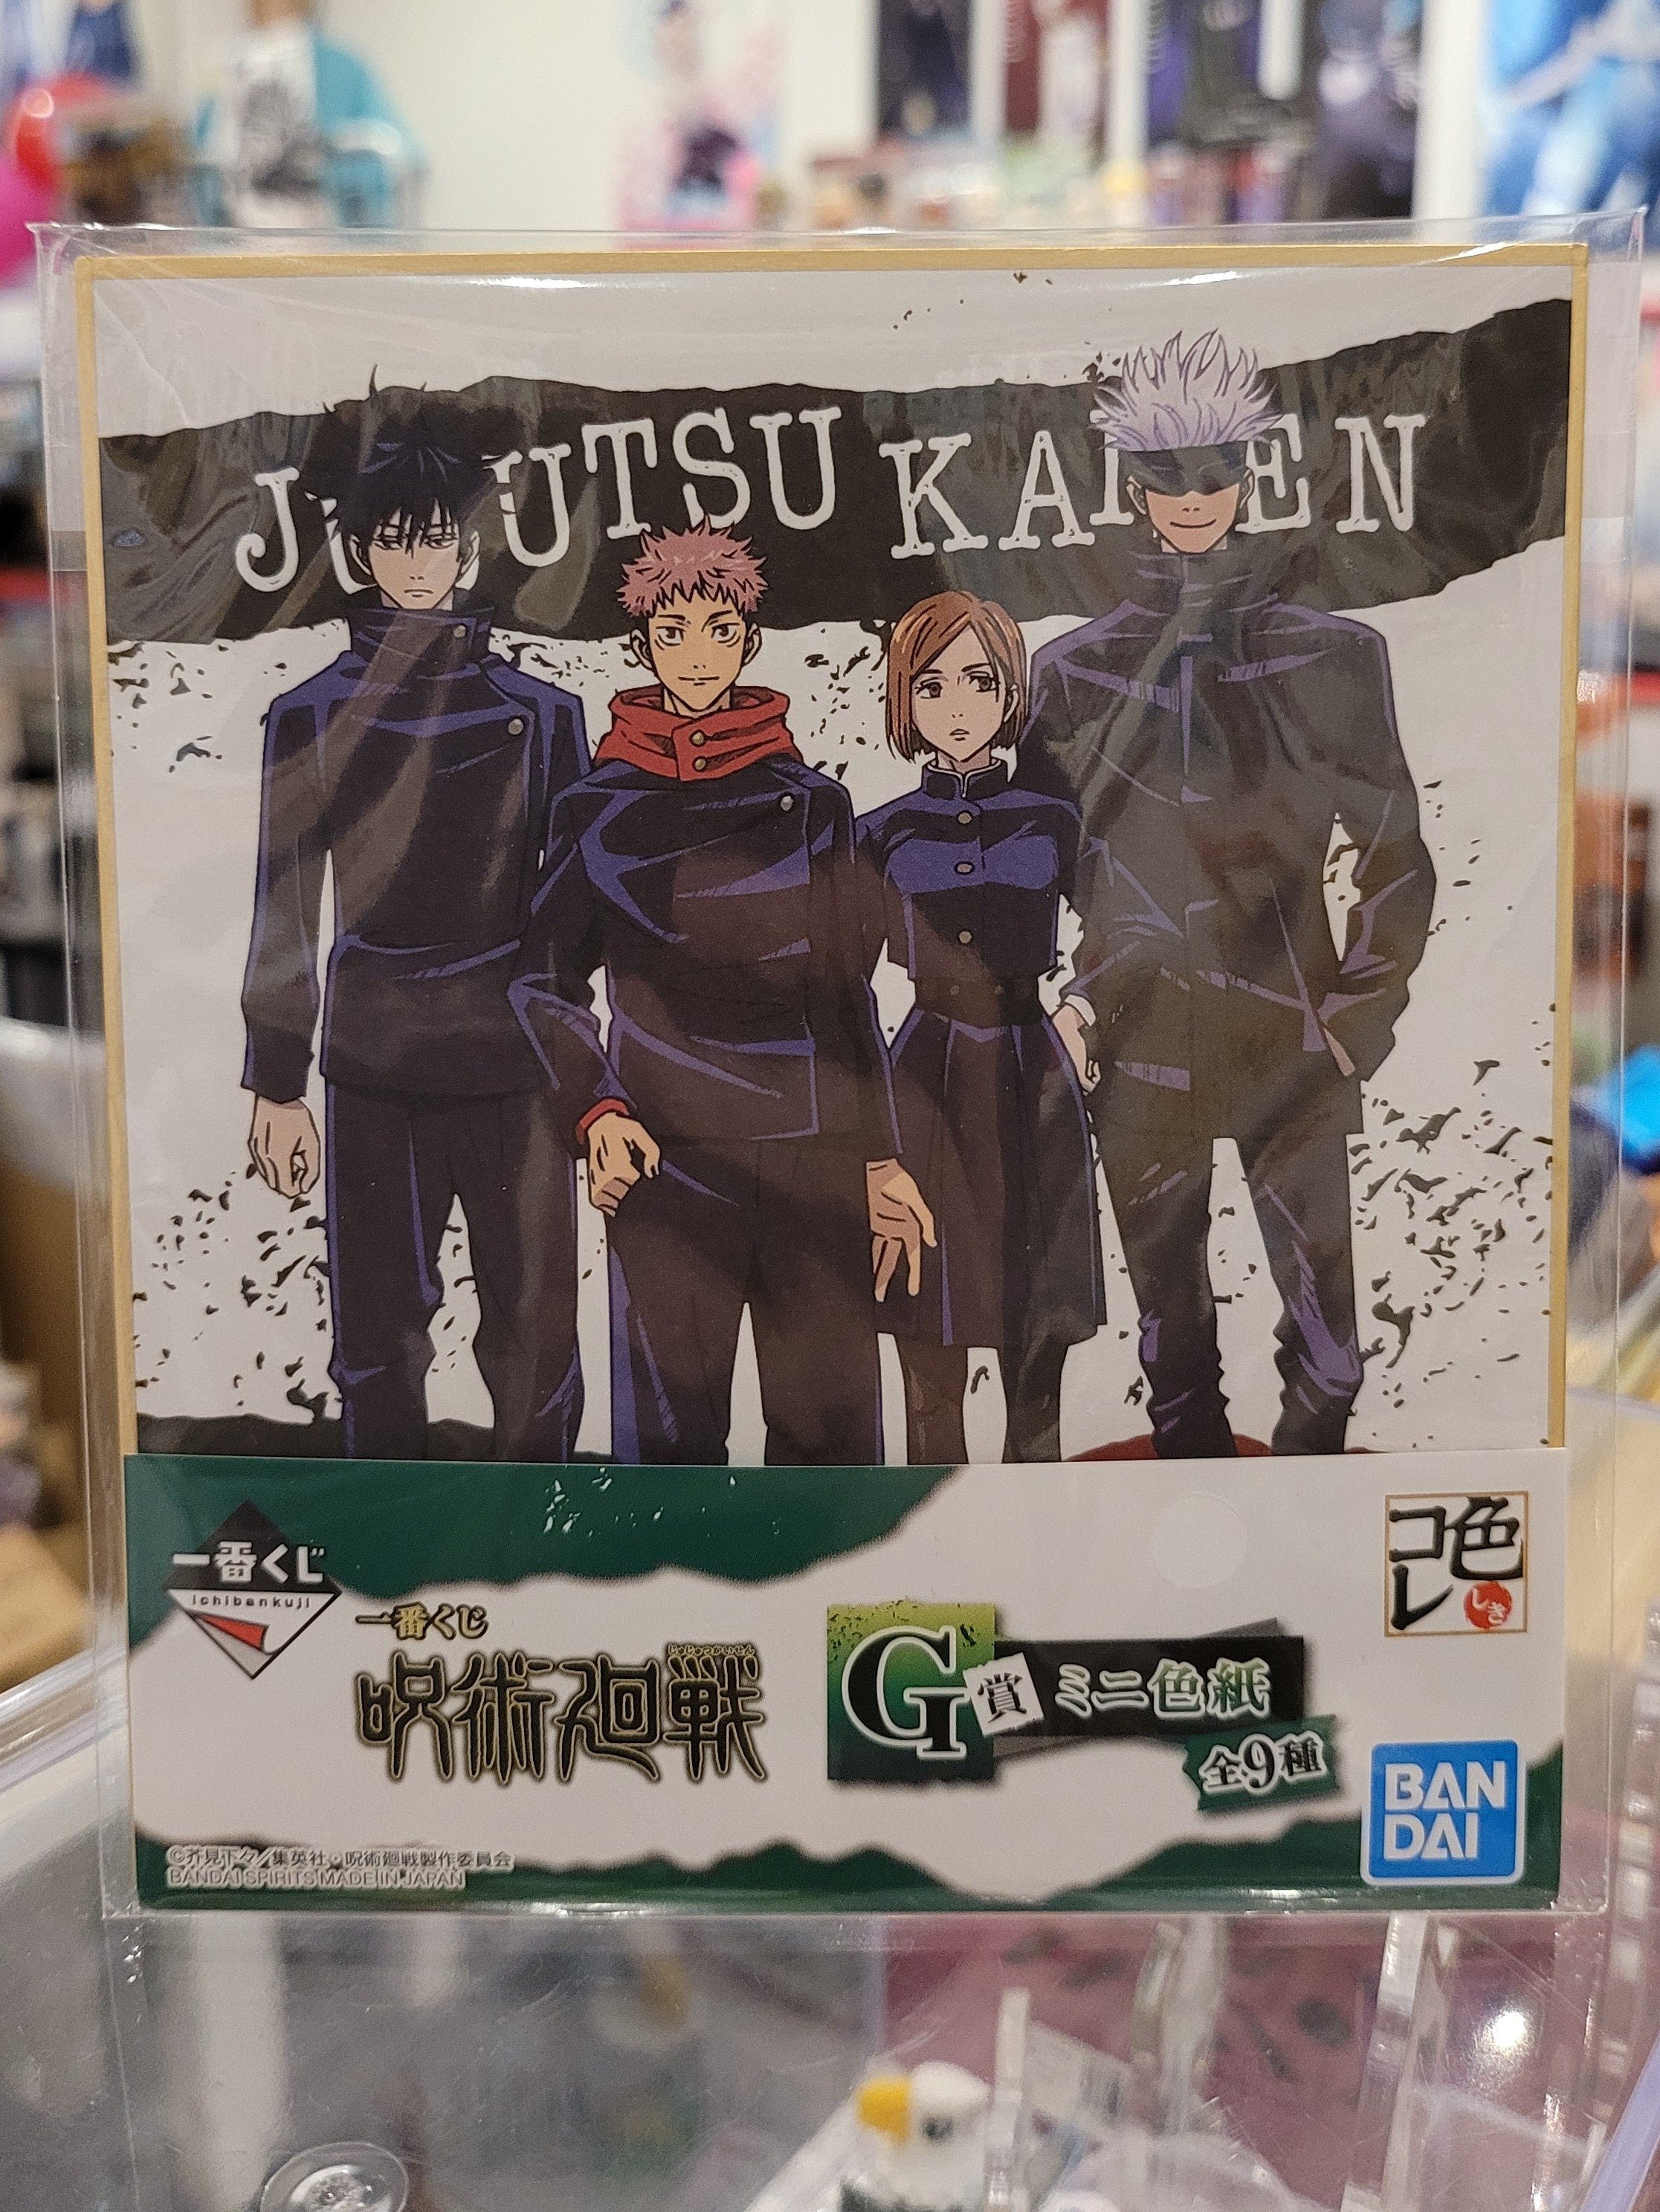 JUJUTSU KAISEN
一番くじ
ichibankuji
一番くじ
じゅじゅつかいせん
呪術廻戦
G賞 ミニ色紙
全9種
色コレ
しき
BANDAI
©芥見下々／集英社・呪術廻戦製作委員会
BANDAI SPIRITS MADE IN JAPAN